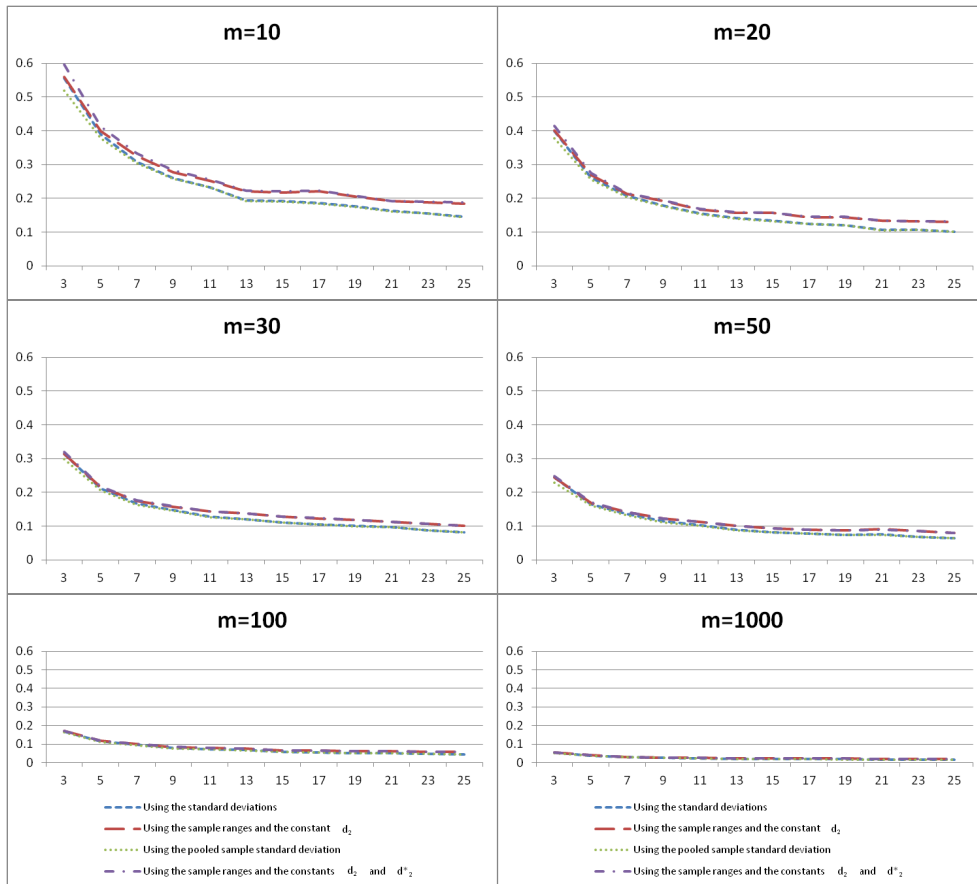 m=10
0.6
0.5
0.4
0.3
0.2
0.1
0
3 5 7 9 11 13 15 17 19 21 23 25
m=20
0.6
0.5
0.4
0.3
0.2
0.1
0
3 5 7 9 11 13 15 17 19 21 23 25
m=30
0.6
0.5
0.4
0.3
0.2
0.1
0
3 5 7 9 11 13 15 17 19 21 23 25
m=50
0.6
0.5
0.4
0.3
0.2
0.1
0
3 5 7 9 11 13 15 17 19 21 23 25
m=100
0.6
0.5
0.4
0.3
0.2
0.1
0
3 5 7 9 11 13 15 17 19 21 23 25
Using the standard deviations
Using the sample ranges and the constant d₂
Using the pooled sample standard deviation
Using the sample ranges and the constants d₂ and d*₂
m=1000
0.6
0.5
0.4
0.3
0.2
0.1
0
3 5 7 9 11 13 15 17 19 21 23 25
Using the standard deviations
Using the sample ranges and the constant d₂
Using the pooled sample standard deviation
Using the sample ranges and the constants d₂ and d*₂